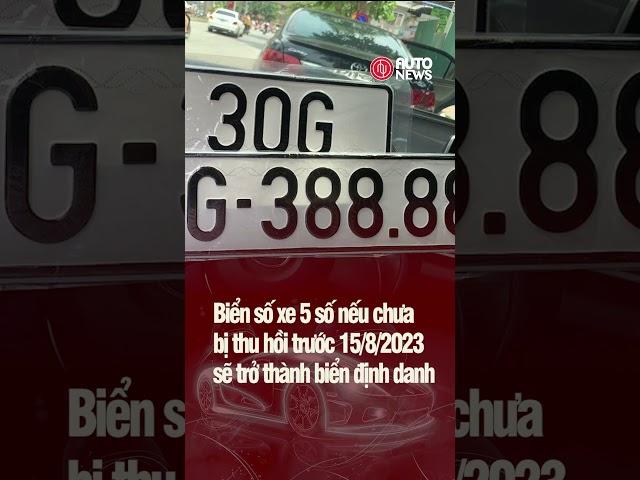 AUTO
NEWS
30G
G-388.88
Biển số xe 5 số nếu chưa
bị thu hồi trước 15/8/2023
sẽ trở thành biển định danh